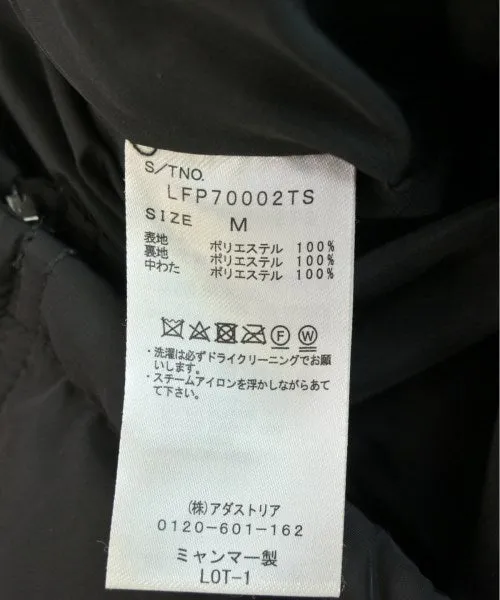 S/TNO.
LFP70002TS
SIZE M
表地 ポリエステル 100%
裏地 ポリエステル 100%
中わた ポリエステル 100%
F W
・洗濯は必ずドライクリーニングでお願
いします。
・スチームアイロンを浮かしながらあて
て下さい。
(株)アダストリア
0120-601-162
ミャンマー製
LOT-1